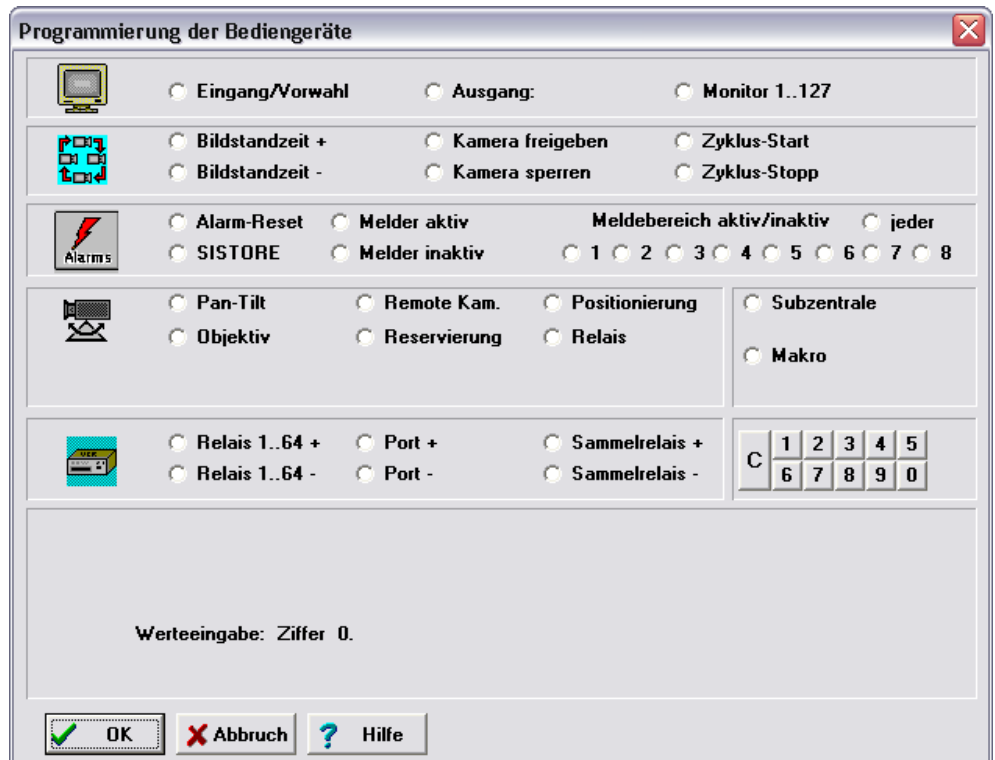 Programmierung der Bediengeräte
Eingang/Vorwahl Ausgang: Monitor 1..127
Bildstandzeit + Kamera freigeben Zyklus-Start
Bildstandzeit - Kamera sperren Zyklus-Stopp
Alarm-Reset Melder aktiv Meldebereich aktiv/inaktiv jeder
Alarms SISTORE Melder inaktiv 1 2 3 4 5 6 7 8
Pan-Tilt Remote Kam. Positionierung Subzentrale
Objektiv Reservierung Relais
Makro
VCR Relais 1..64 + Port + Sammelrelais + C 1 2 3 4 5
Relais 1..64 - Port - Sammelrelais - 6 7 8 9 0
Werteeingabe: Ziffer 0.
OK Abbruch ? Hilfe